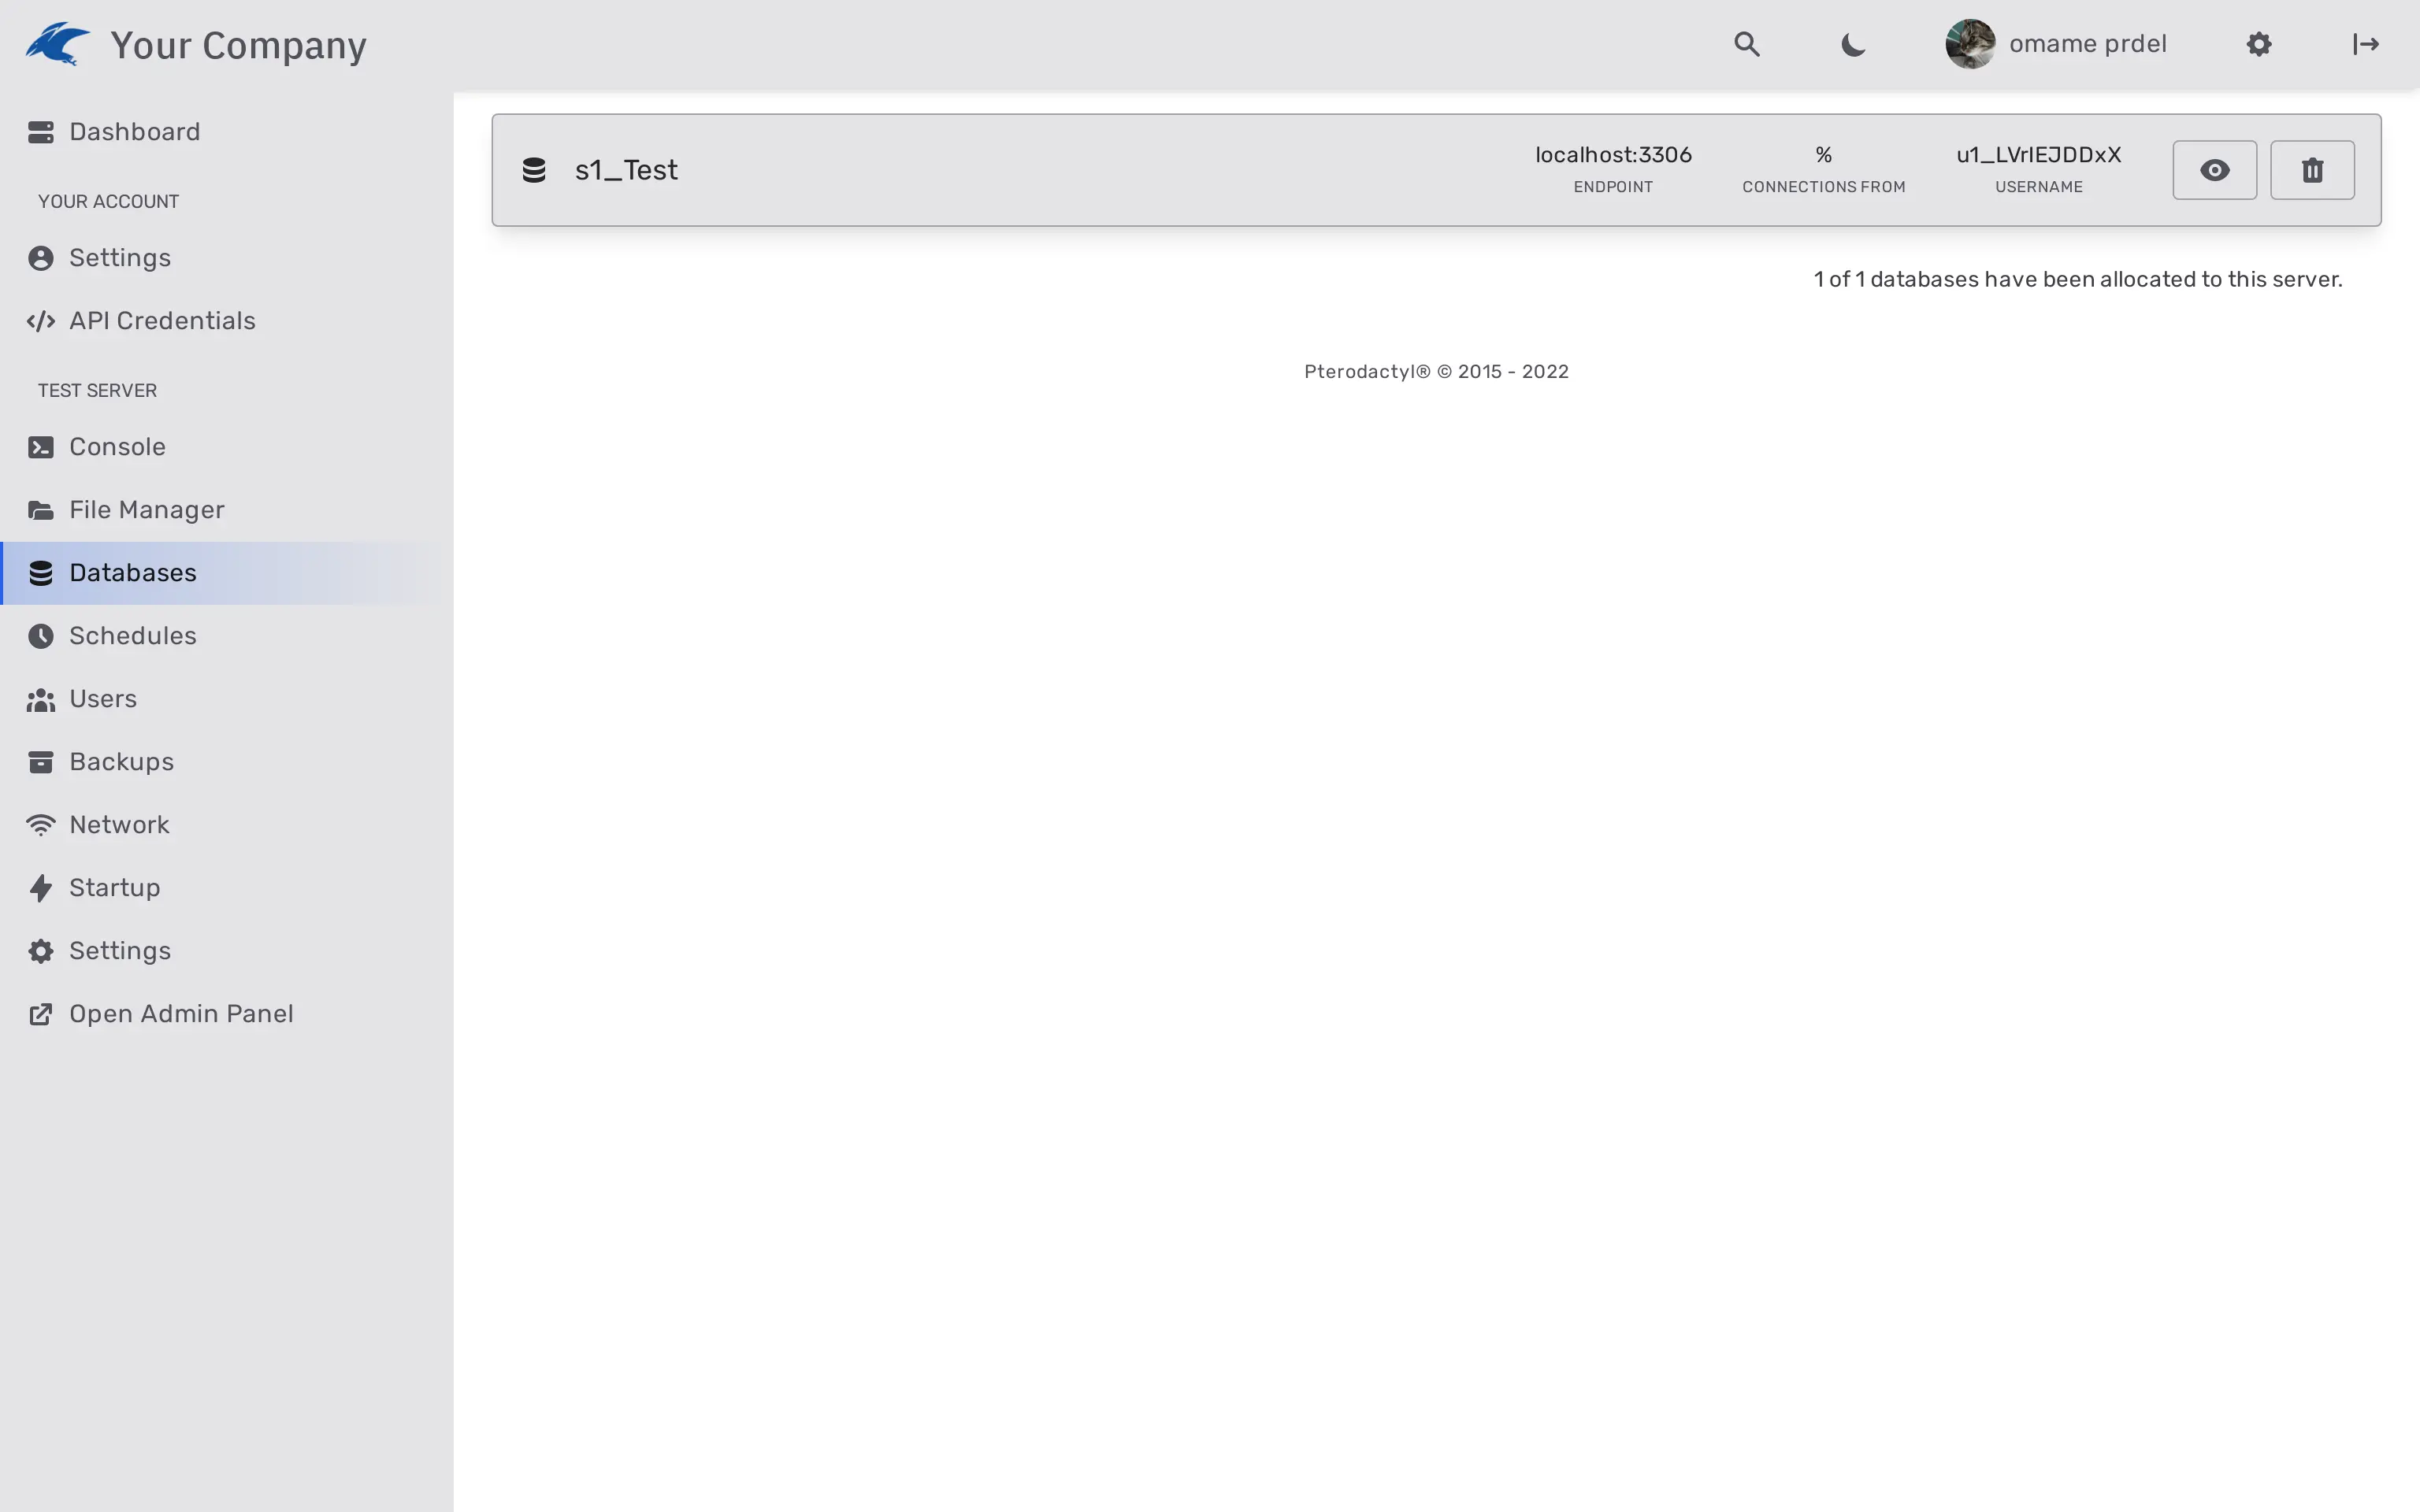 Your Company
omame prdel
Dashboard
YOUR ACCOUNT
Settings
API Credentials
TEST SERVER
Console
File Manager
Databases
Schedules
Users
Backups
Network
Startup
Settings
Open Admin Panel
s1_Test
localhost:3306
ENDPOINT
%
CONNECTIONS FROM
u1_LVrIEJDDxX
USERNAME
1 of 1 databases have been allocated to this server.
Pterodactyl® © 2015 - 2022